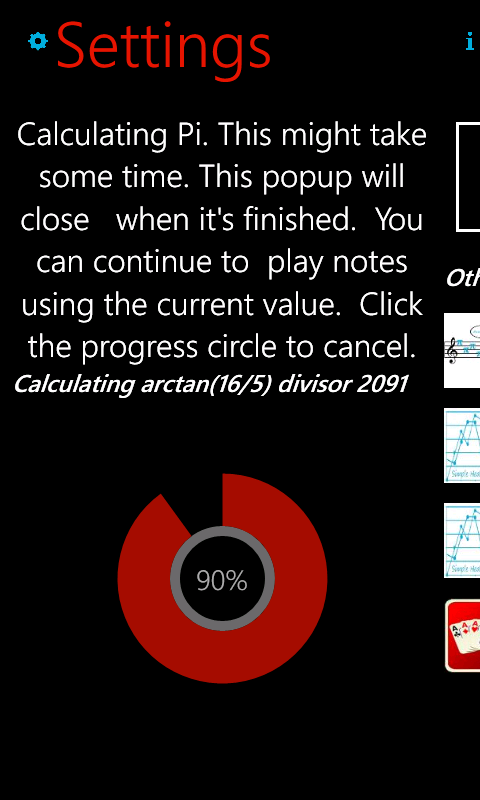 Settings
Calculating Pi. This might take
some time. This popup will
close   when it's finished.  You
can continue to  play notes
using the current value.  Click
the progress circle to cancel.
Calculating arctan(16/5) divisor 2091
90%
Oth